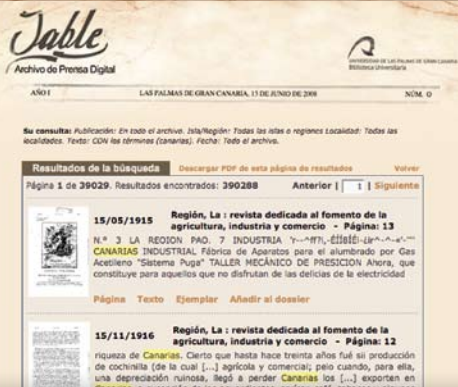 Jable
Archivo de Prensa Digital
UNIVERSIDAD DE LAS PALMAS DE GRAN CANARIA
Biblioteca Universitaria
AÑO I LAS PALMAS DE GRAN CANARIA, 13 DE JUNIO DE 2008 NÚM. 0
Su consulta: Publicación: En todo el archivo. Isla/Región: Todas las islas o regiones Localidad: Todas las
localidades. Texto: CON los términos (canarias). Fecha: Todo el archivo.
Resultados de la búsqueda Descargar PDF de esta página de resultados Volver
Página 1 de 39029. Resultados encontrados: 390288 Anterior | 1 | Siguiente
15/05/1915 Región, La : revista dedicada al fomento de la
agricultura, industria y comercio - Página: 13
N.º 3 LA REOION PAO. 7 INDUSTRIA
CANARIAS INDUSTRIAL Fábrica de Aparatos para el alumbrado por Gas
Acetileno "Sistema Puga" TALLER MECÁNICO DE PRESICION Ahora, que
constituye para aquellos que no disfrutan de las delicias de la electricidad
Página Texto Ejemplar Añadir al dossier
15/11/1916 Región, La : revista dedicada al fomento de la
agricultura, industria y comercio - Página: 12
riqueza de Canarias. Cierto que hasta hace treinta años fué sii producción
de cochinilla (de la cual [...] agrícola y comercial; pelo cuando, para ella,
una depreciación ruinosa, llegó a perder Canarias los [...] exporten en